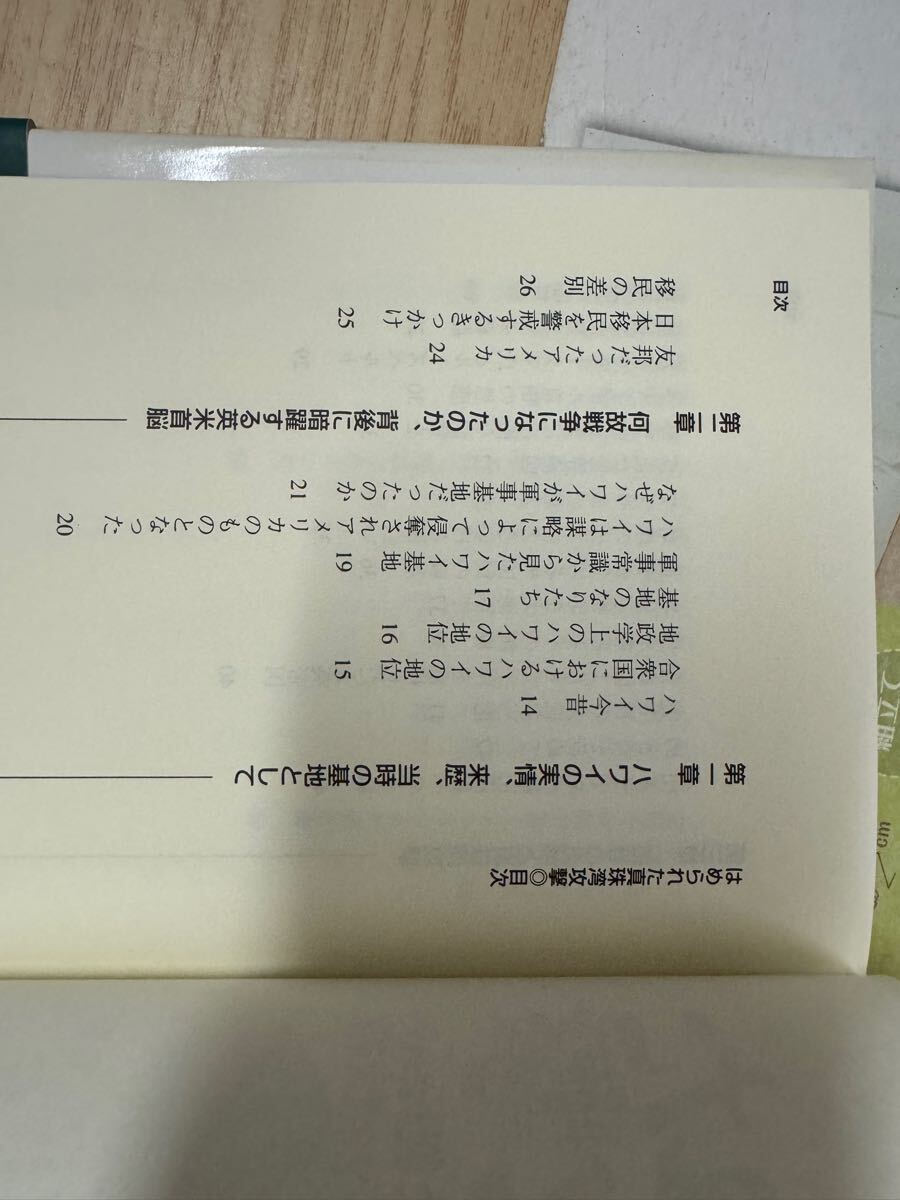 はめられた真珠湾攻撃◎目次
第一章　ハワイの実情、来歴、当時の基地として
ハワイ今昔　14
合衆国におけるハワイの地位　15
地政学上のハワイの地位　16
基地のなりたち　17
軍事常識から見たハワイ基地　19
ハワイは謀略によって侵奪されアメリカのものとなった　20
なぜハワイが軍事基地だったのか　21
第二章　何故戦争になったのか、背後に暗躍する英米首脳
友邦だったアメリカ　24
日本移民を警戒するきっかけ　25
移民の差別　26
目次